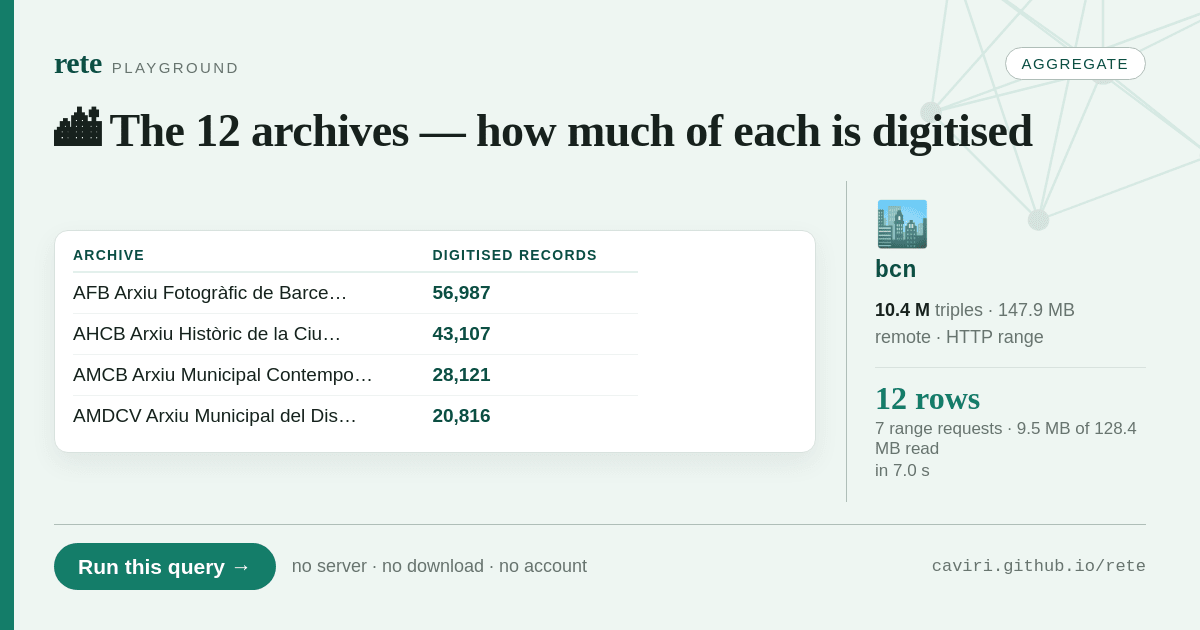 rete PLAYGROUND
AGGREGATE
The 12 archives — how much of each is digitised
ARCHIVE DIGITISED RECORDS
AFB Arxiu Fotogràfic de Barce… 56,987
AHCB Arxiu Històric de la Ciu… 43,107
AMCB Arxiu Municipal Contempo… 28,121
AMDCV Arxiu Municipal del Dis… 20,816
bcn
10.4 M triples · 147.9 MB
remote · HTTP range
12 rows
7 range requests · 9.5 MB of 128.4
MB read
in 7.0 s
Run this query → no server · no download · no account
caviri.github.io/rete